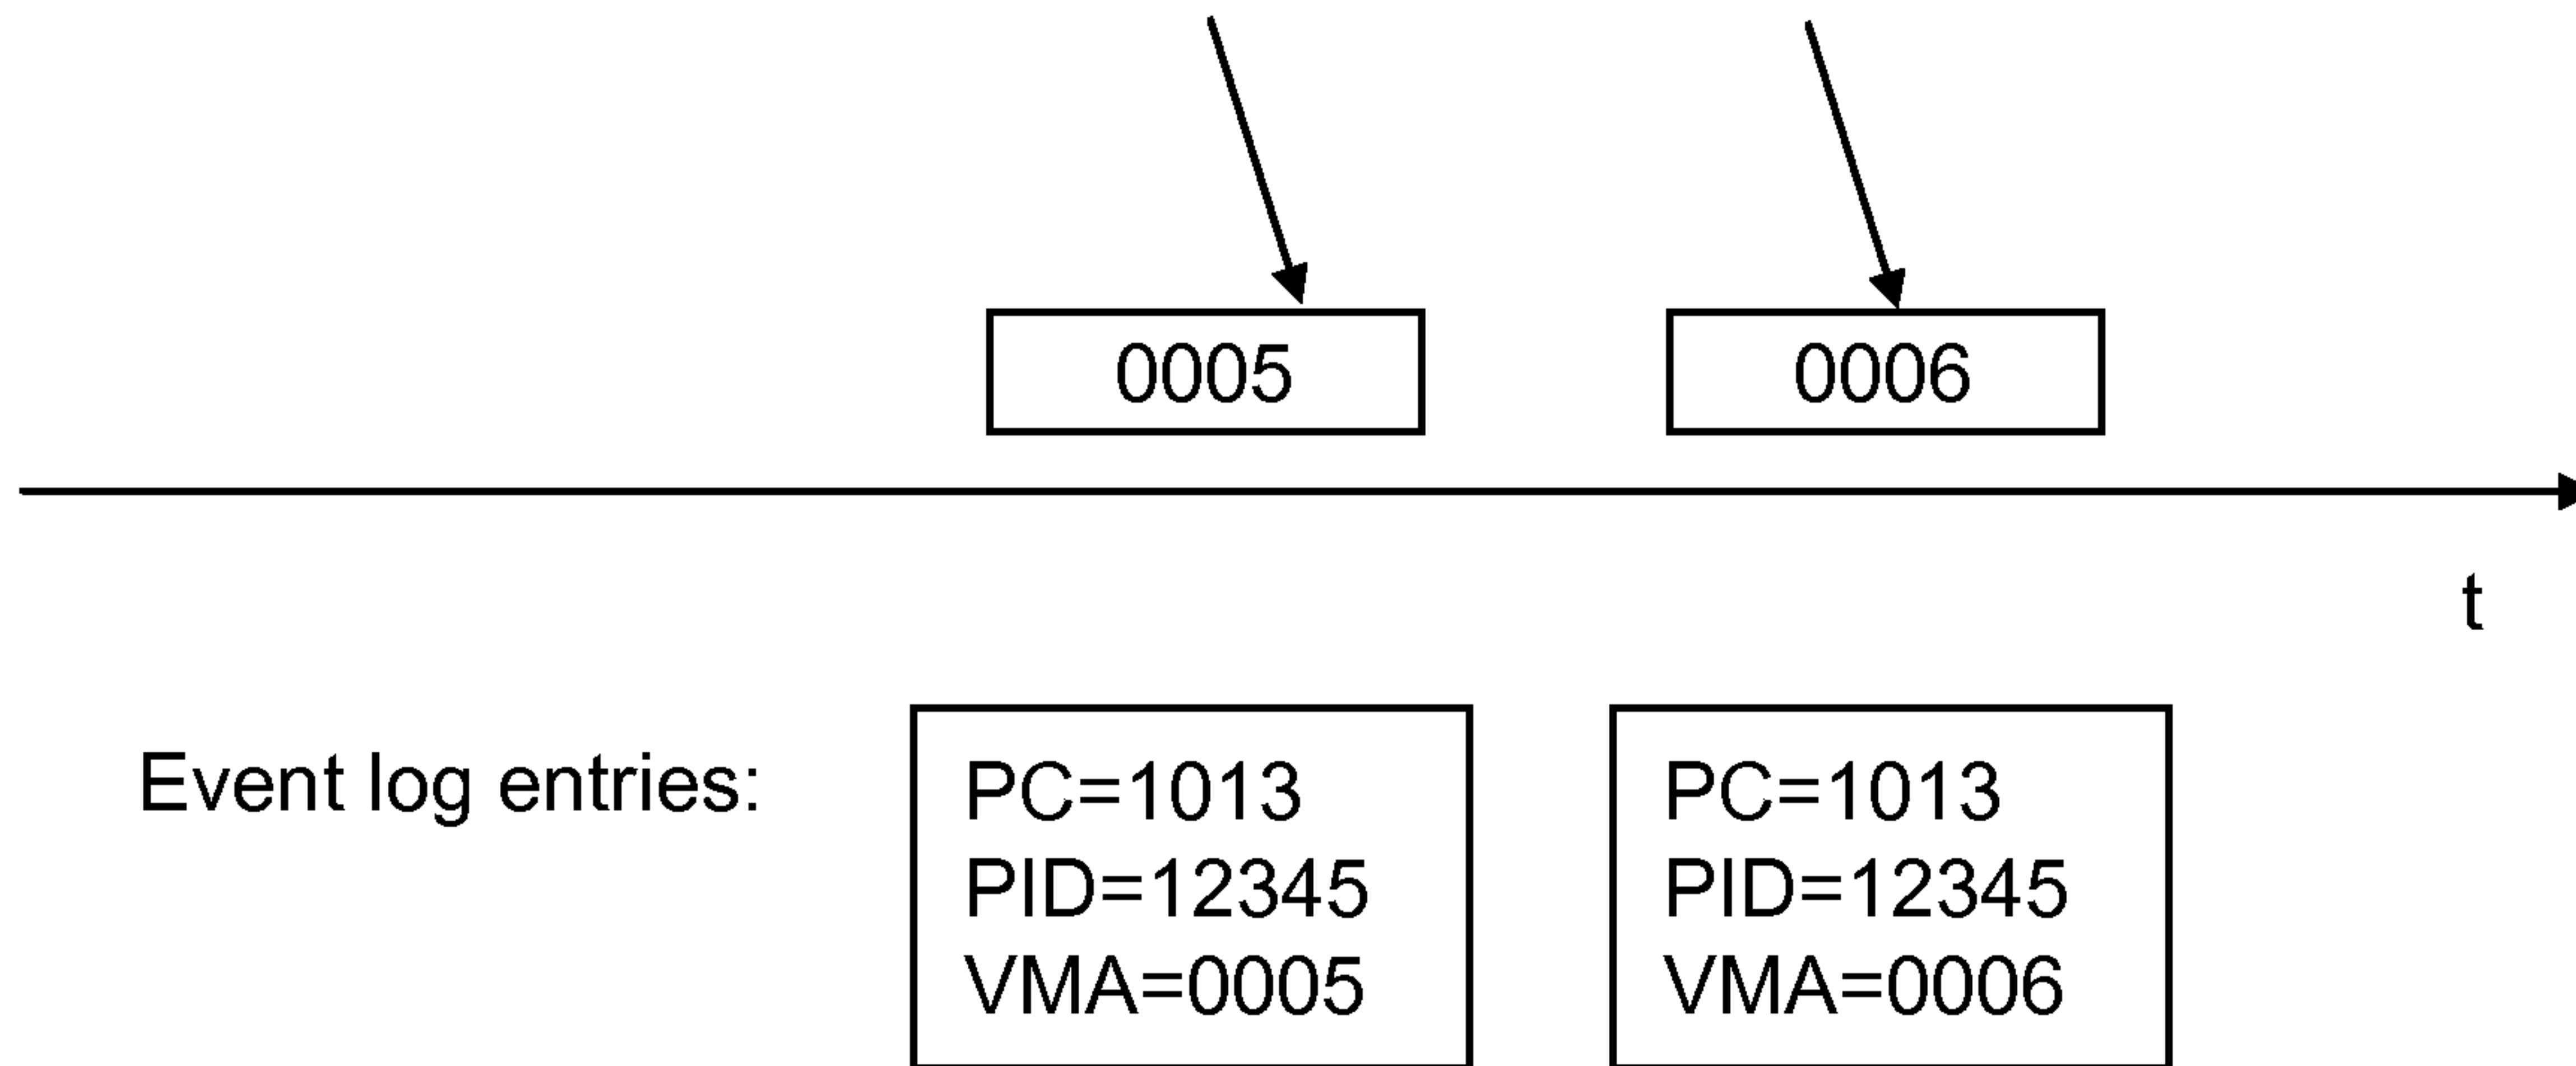 0005
0006
t
Event log entries:
PC=1013
PID=12345
VMA=0005
PC=1013
PID=12345
VMA=0006